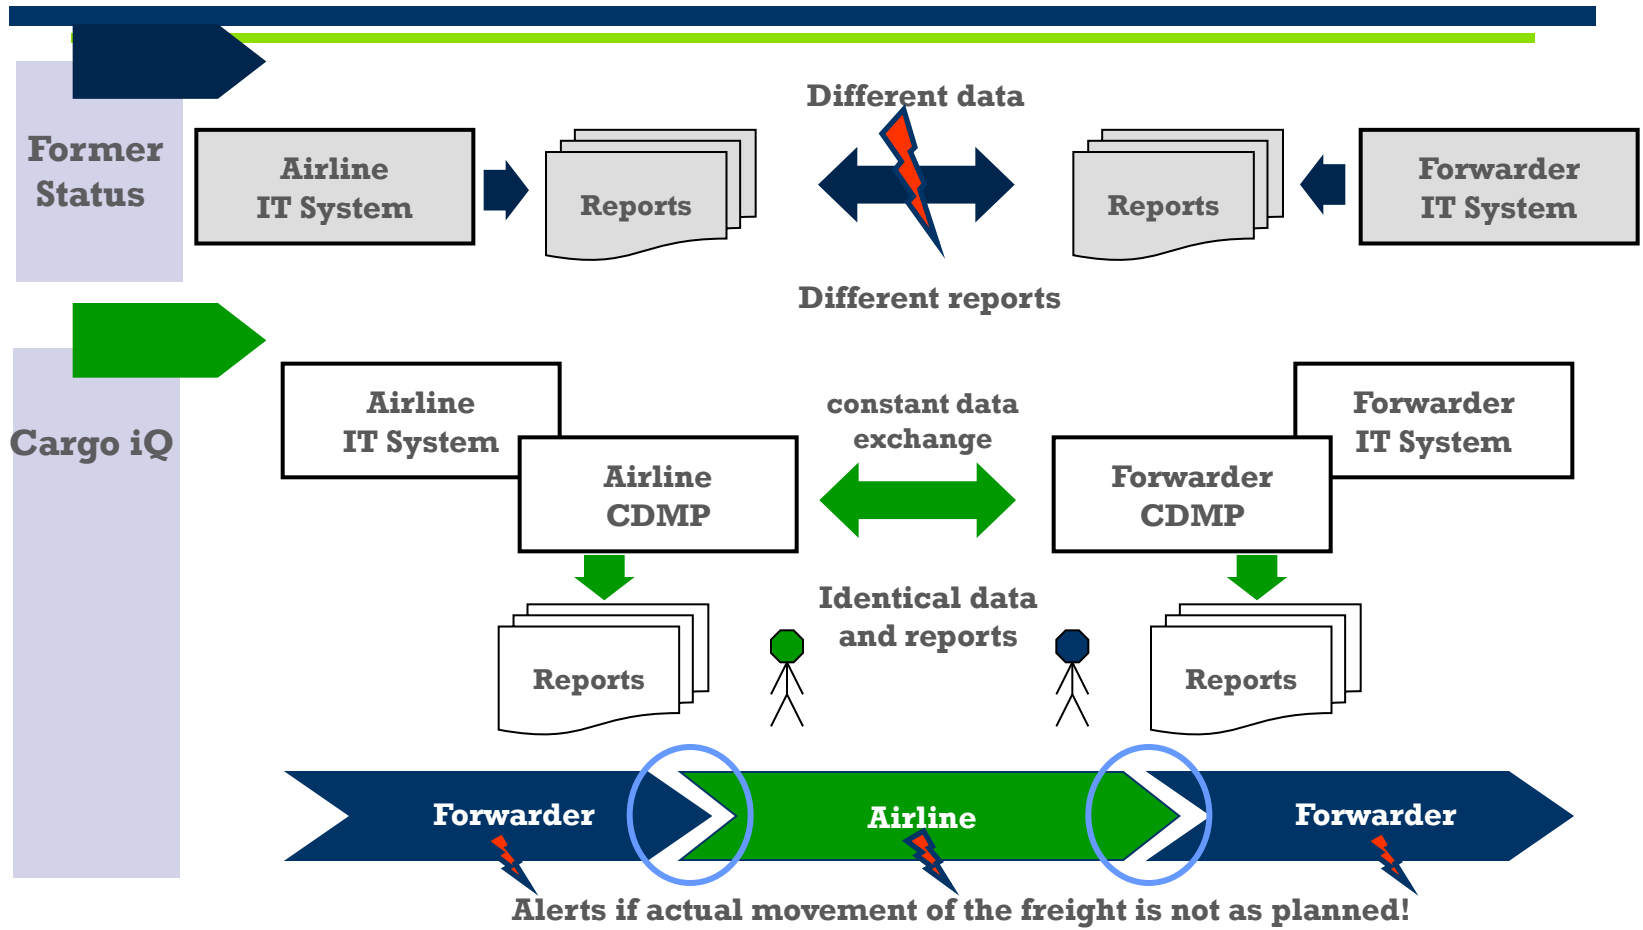 Different data
Former
Status
Airline
IT System
Reports
Reports
Forwarder
IT System
Different reports
Cargo iQ
Airline
IT System
constant data
exchange
Forwarder
IT System
Airline
CDMP
Forwarder
CDMP
Identical data
and reports
Reports
Reports
Forwarder
Airline
Forwarder
Alerts if actual movement of the freight is not as planned!